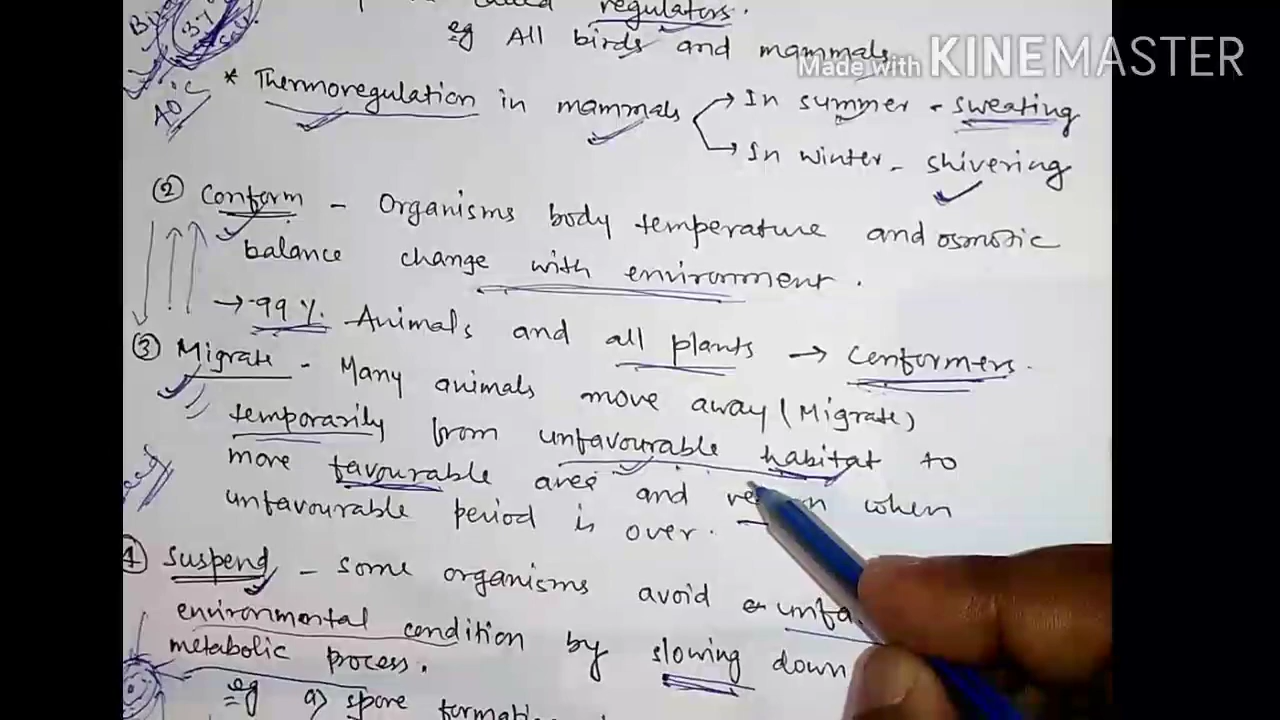 called regulators.
eg All birds and mammals
Made with KINEMASTER
* Thermoregulation in mammals → In summer - sweating
→ In winter - shivering
② Conform - Organisms body temperature and osmotic
balance change with environment.
→ 99 %. Animals and all plants → Conformers.
③ Migrate - Many animals move away (Migrate)
temporarily from unfavourable habitat to
more favourable area and when
unfavourable period is over.
④ Suspend - Some organisms avoid
environmental condition by slowing down
metabolic process.
eg a) spore formation